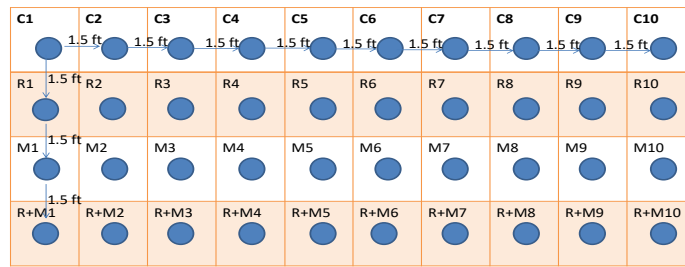 C1 C2 C3 C4 C5 C6 C7 C8 C9 C10
1.5 ft 1.5 ft 1.5 ft 1.5 ft 1.5 ft 1.5 ft 1.5 ft 1.5 ft 1.5 ft
1.5 ft
R1 R2 R3 R4 R5 R6 R7 R8 R9 R10
1.5 ft
M1 M2 M3 M4 M5 M6 M7 M8 M9 M10
1.5 ft
R+M1 R+M2 R+M3 R+M4 R+M5 R+M6 R+M7 R+M8 R+M9 R+M10